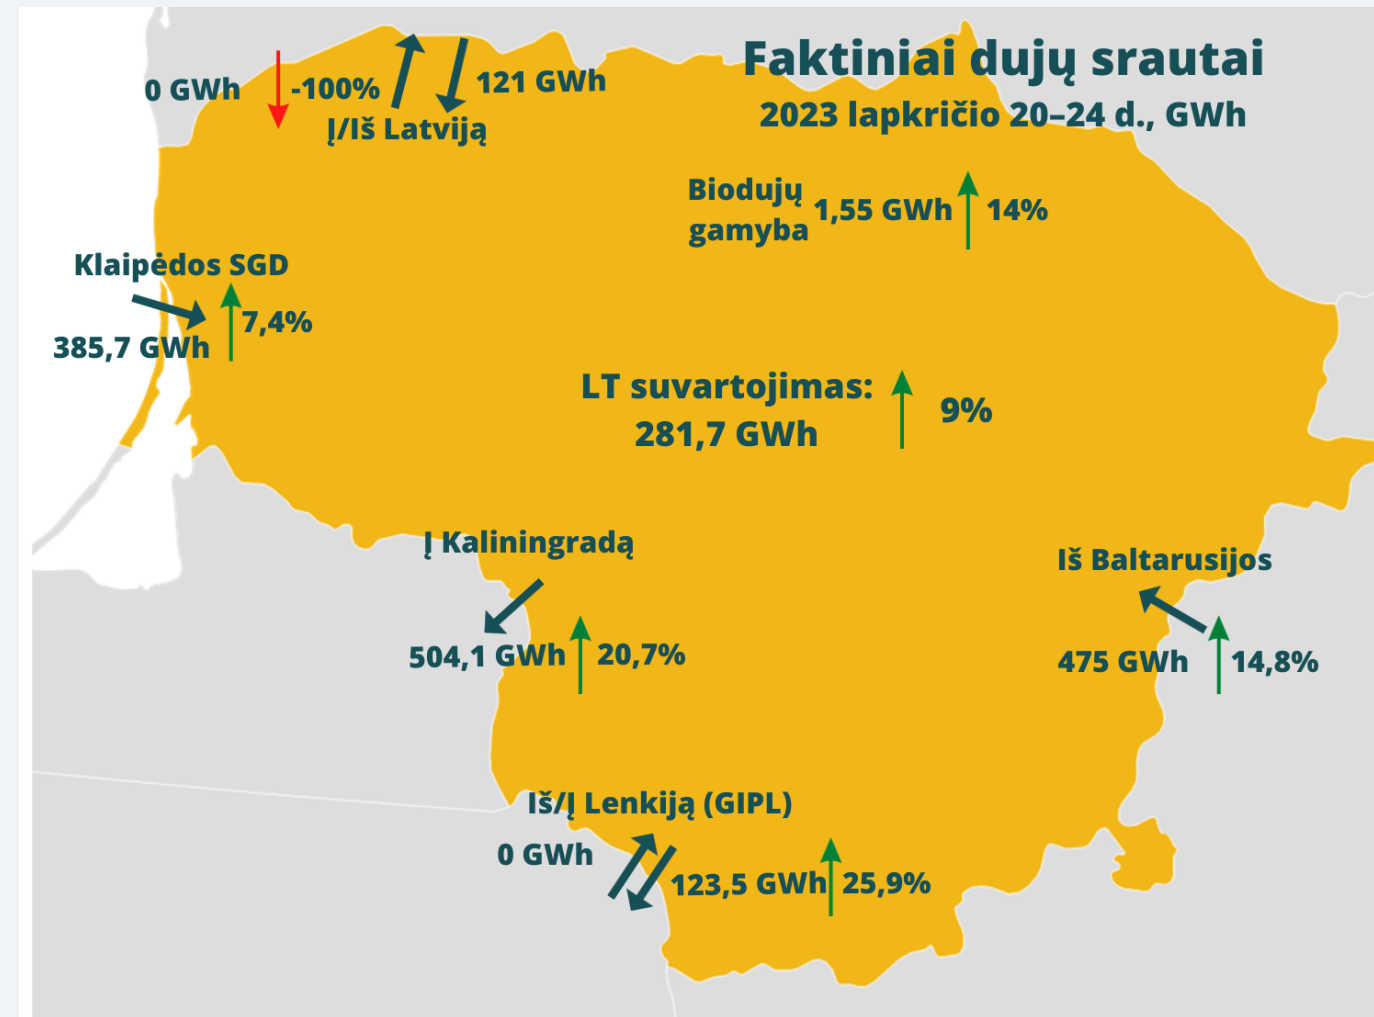 Faktiniai dujų srautai
2023 lapkričio 20–24 d., GWh
0 GWh
-100%
121 GWh
Į/Iš Latviją
Biodujų
gamyba
1,55 GWh
14%
Klaipėdos SGD
7,4%
385,7 GWh
LT suvartojimas:
281,7 GWh
9%
Į Kaliningradą
504,1 GWh
20,7%
Iš Baltarusijos
475 GWh
14,8%
Iš/Į Lenkiją (GIPL)
0 GWh
123,5 GWh
25,9%